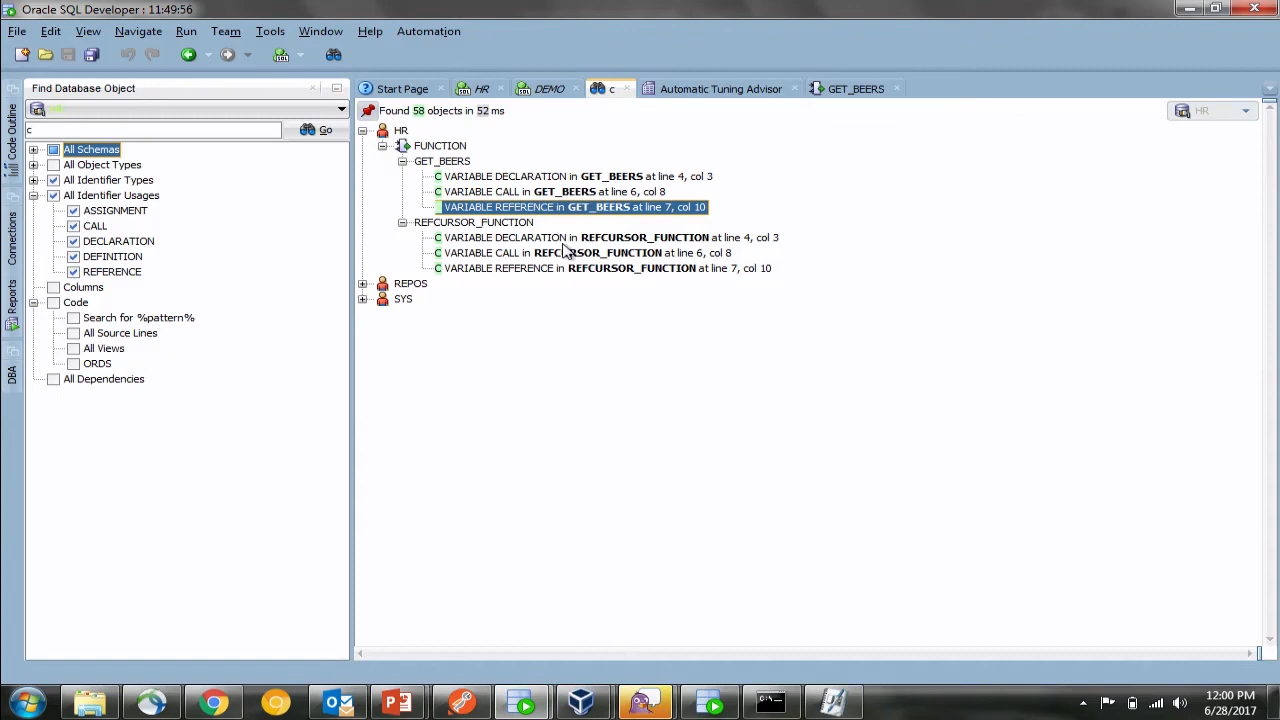 Oracle SQL Developer : 11:49:56
File Edit View Navigate Run Team Tools Window Help Automation
Find Database Object
Start Page HR DEMO c Automatic Tuning Advisor GET_BEERS
Found 58 objects in 52 ms
HR
c
Go
Code Outline
Connections
Reports
DBA
All Schemas
All Object Types
All Identifier Types
All Identifier Usages
ASSIGNMENT
CALL
DECLARATION
DEFINITION
REFERENCE
Columns
Code
Search for %pattern%
All Source Lines
All Views
ORDS
All Dependencies
HR
FUNCTION
GET_BEERS
C VARIABLE DECLARATION in GET_BEERS at line 4, col 3
C VARIABLE CALL in GET_BEERS at line 6, col 8
VARIABLE REFERENCE in GET_BEERS at line 7, col 10
REFCURSOR_FUNCTION
C VARIABLE DECLARATION in REFCURSOR_FUNCTION at line 4, col 3
C VARIABLE CALL in REFCURSOR_FUNCTION at line 6, col 8
C VARIABLE REFERENCE in REFCURSOR_FUNCTION at line 7, col 10
REPOS
SYS
12:00 PM
6/28/2017